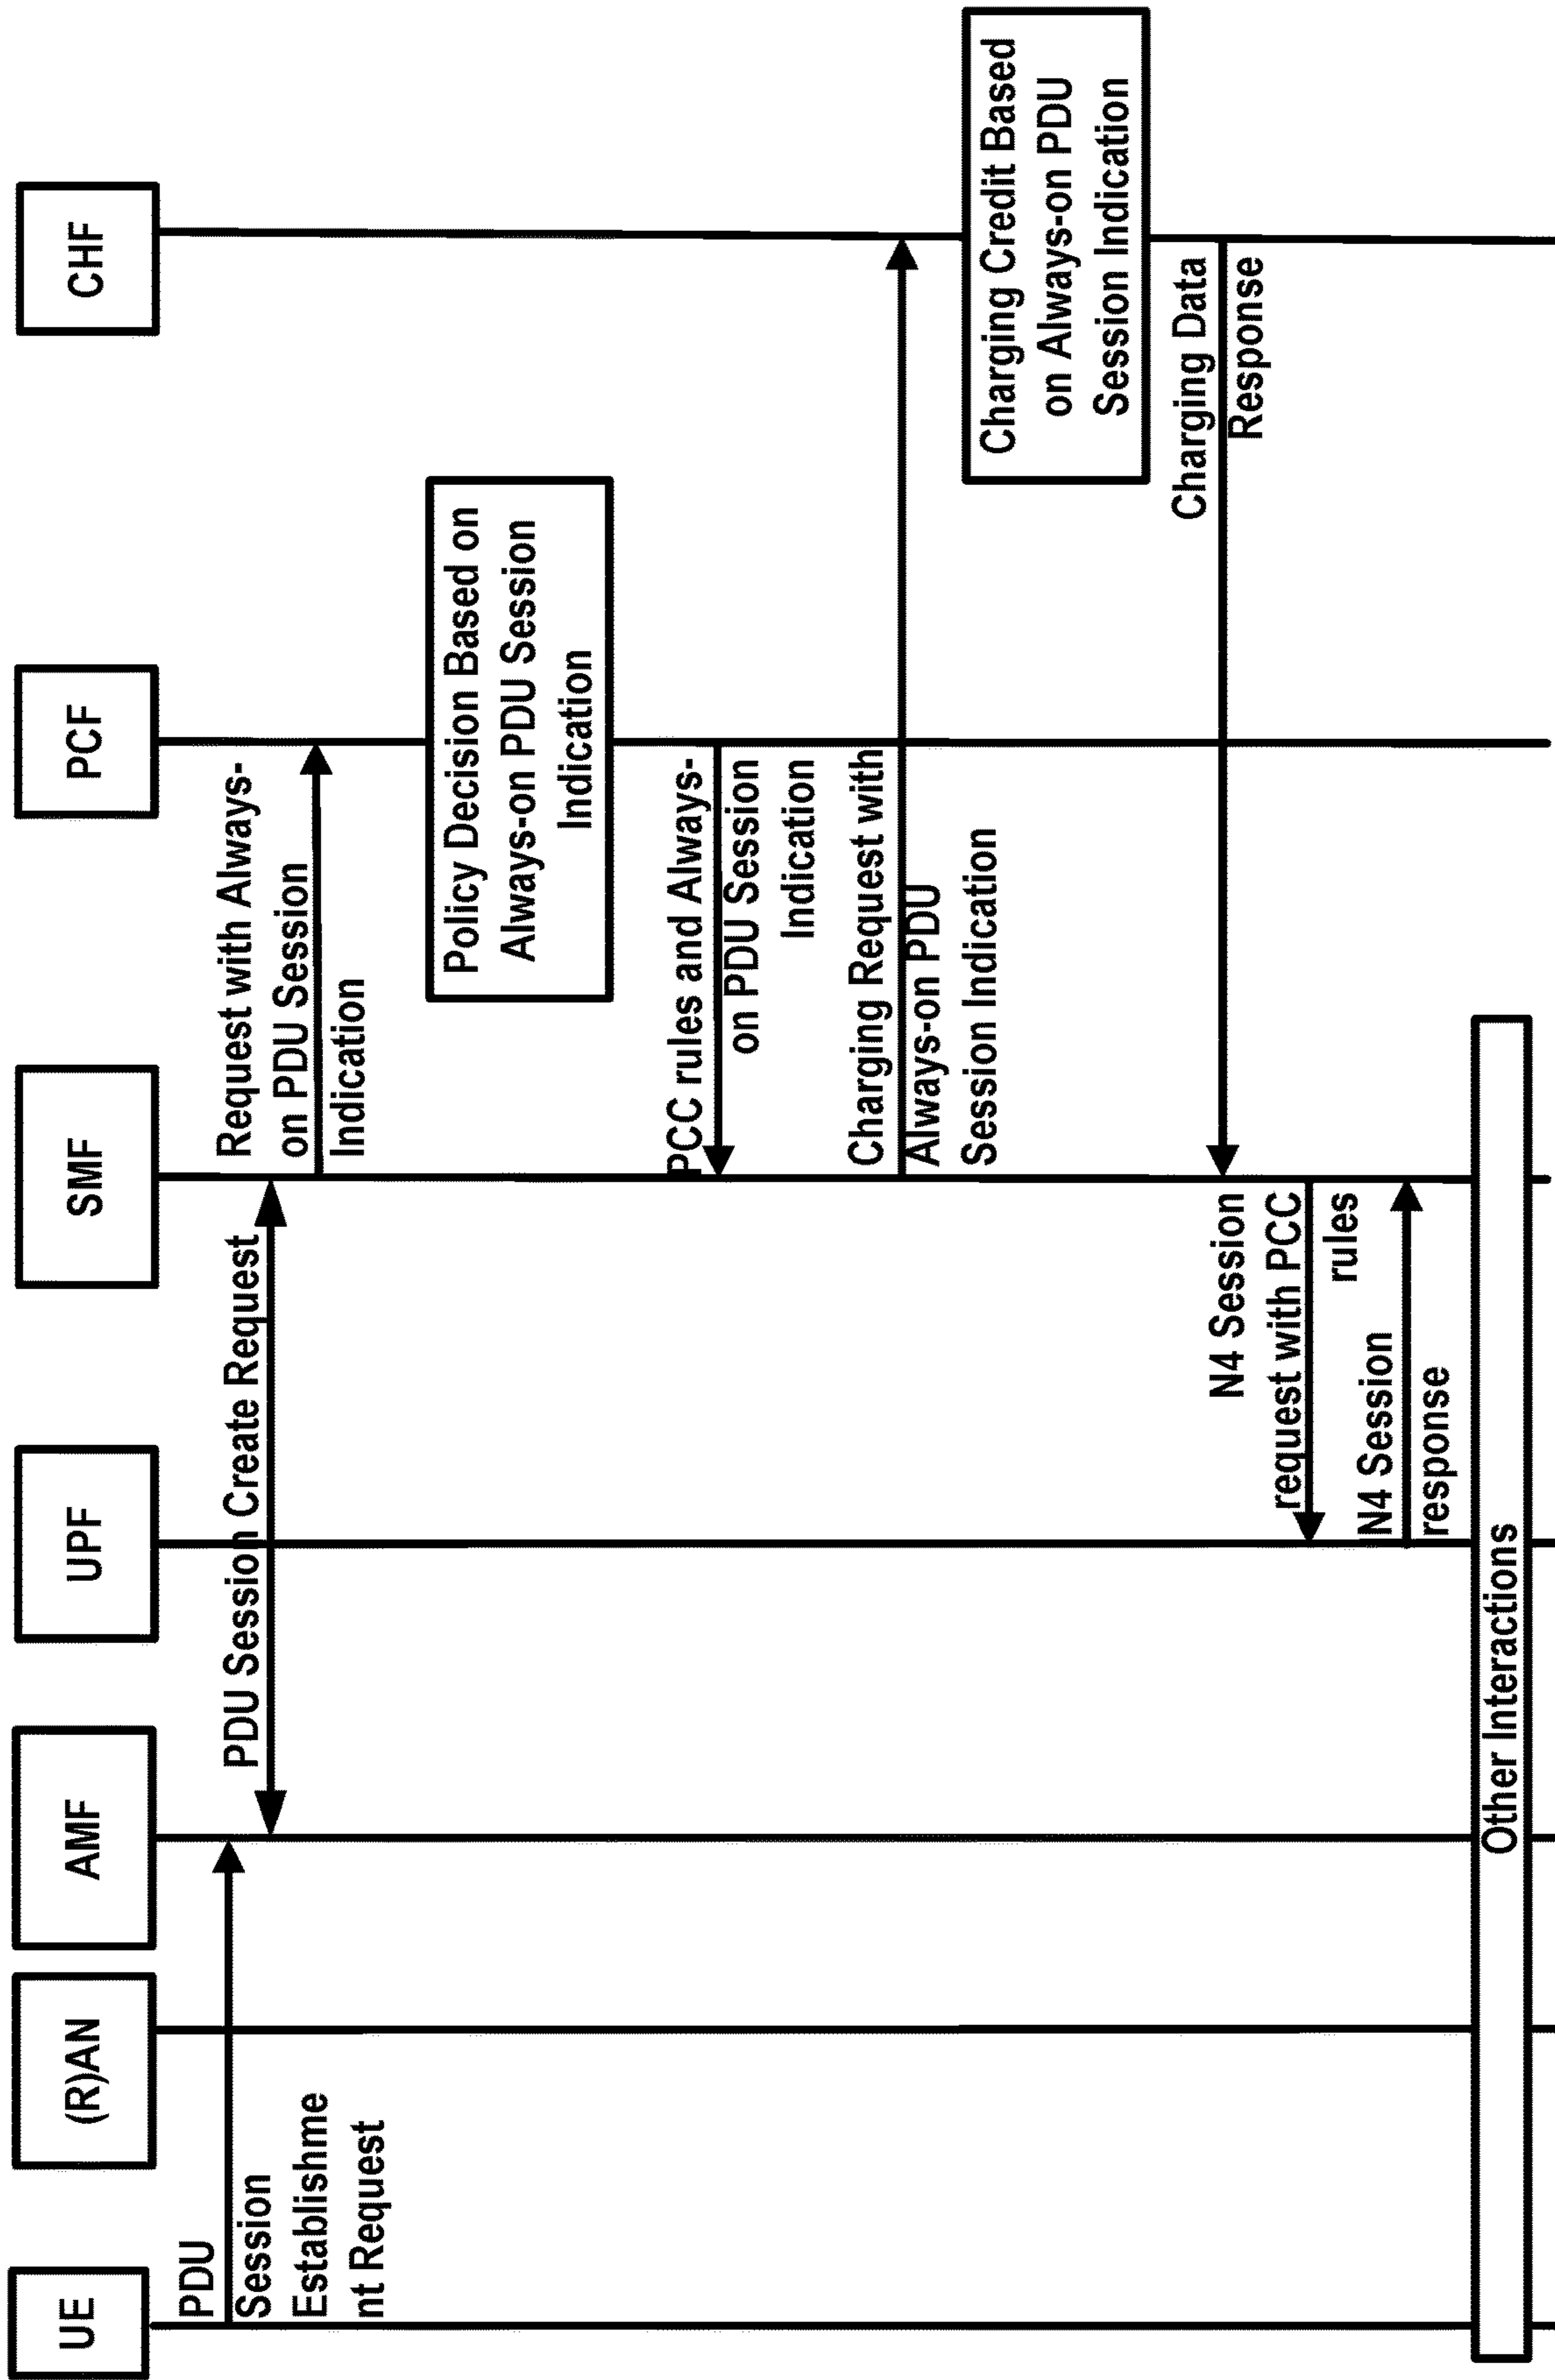 UE
(R)AN
AMF
UPF
SMF
PCF
CHF
PDU
Session
Establishme
nt Request
PDU Session Create Request
Request with Always-
on PDU Session
Indication
Policy Decision Based on
Always-on PDU Session
Indication
PCC rules and Always-
on PDU Session
Indication
Charging Request with
Always-on PDU
Session Indication
Charging Credit Based
on Always-on PDU
Session Indication
Charging Data
Response
N4 Session
request with PCC
rules
N4 Session
response
Other Interactions